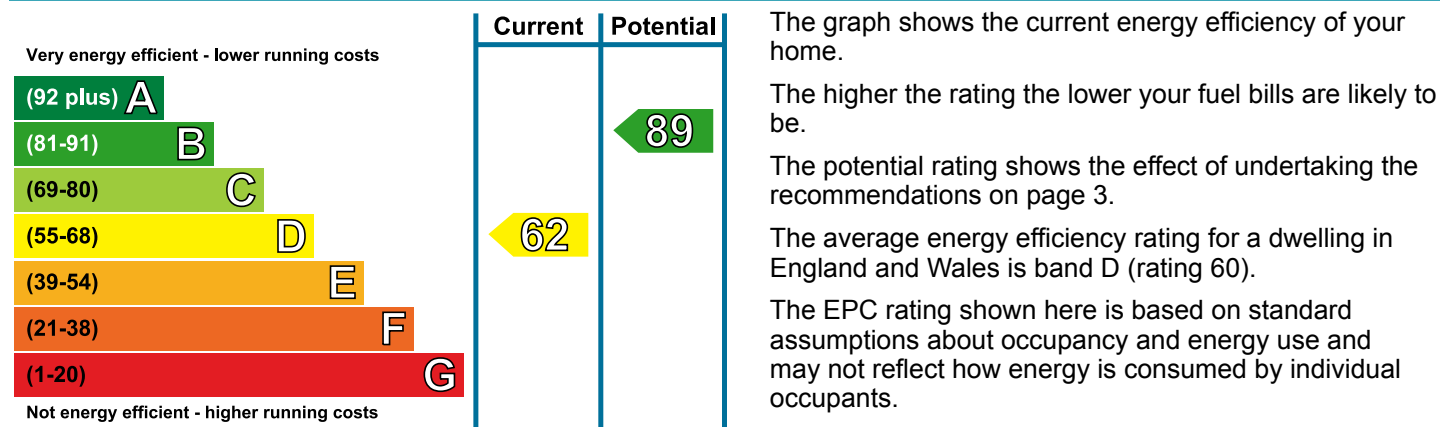 Current Potential
Very energy efficient - lower running costs
(92 plus) A
(81-91) B
89
(69-80) C
(55-68) D
62
(39-54) E
(21-38) F
(1-20) G
Not energy efficient - higher running costs
The graph shows the current energy efficiency of your
home.
The higher the rating the lower your fuel bills are likely to
be.
The potential rating shows the effect of undertaking the
recommendations on page 3.
The average energy efficiency rating for a dwelling in
England and Wales is band D (rating 60).
The EPC rating shown here is based on standard
assumptions about occupancy and energy use and
may not reflect how energy is consumed by individual
occupants.